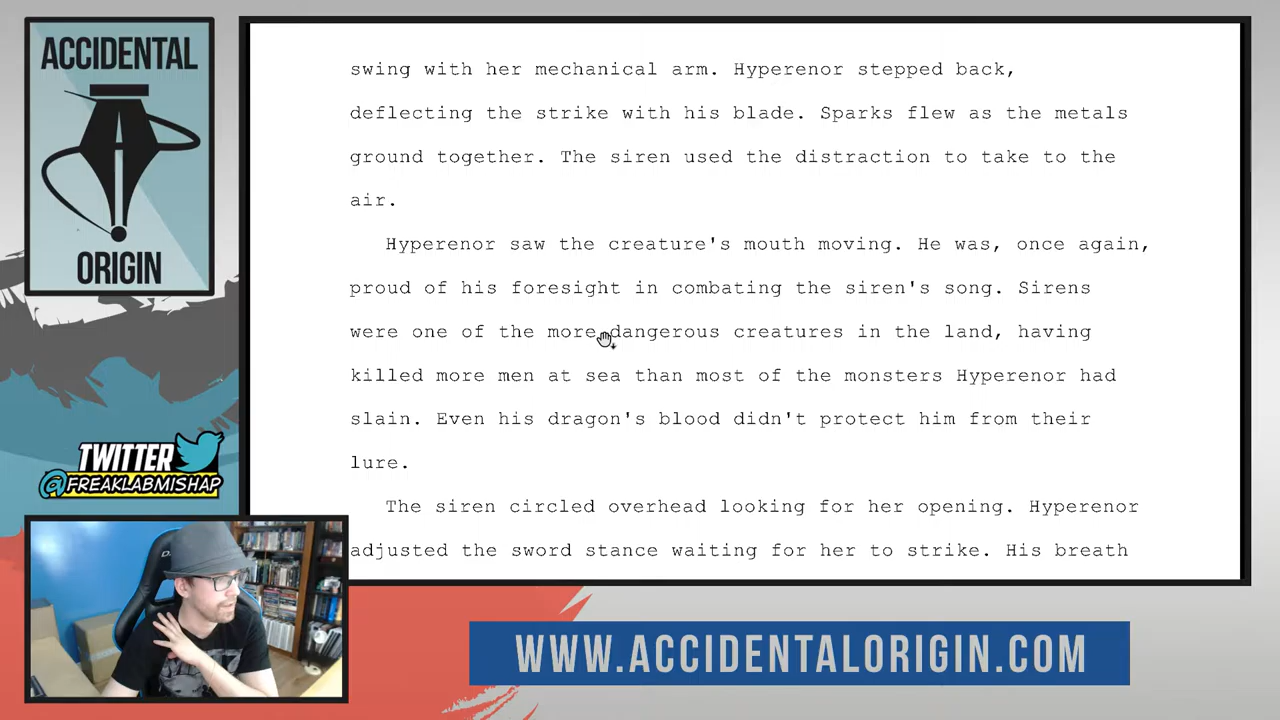 ACCIDENTAL
ORIGIN
swing with her mechanical arm. Hyperenor stepped back,
deflecting the strike with his blade. Sparks flew as the metals
ground together. The siren used the distraction to take to the
air.
Hyperenor saw the creature's mouth moving. He was, once again,
proud of his foresight in combating the siren's song. Sirens
were one of the more dangerous creatures in the land, having
killed more men at sea than most of the monsters Hyperenor had
slain. Even his dragon's blood didn't protect him from their
lure.
The siren circled overhead looking for her opening. Hyperenor
adjusted the sword stance waiting for her to strike. His breath
TWITTER
@FREAKLABMISHAP
WWW.ACCIDENTALORIGIN.COM